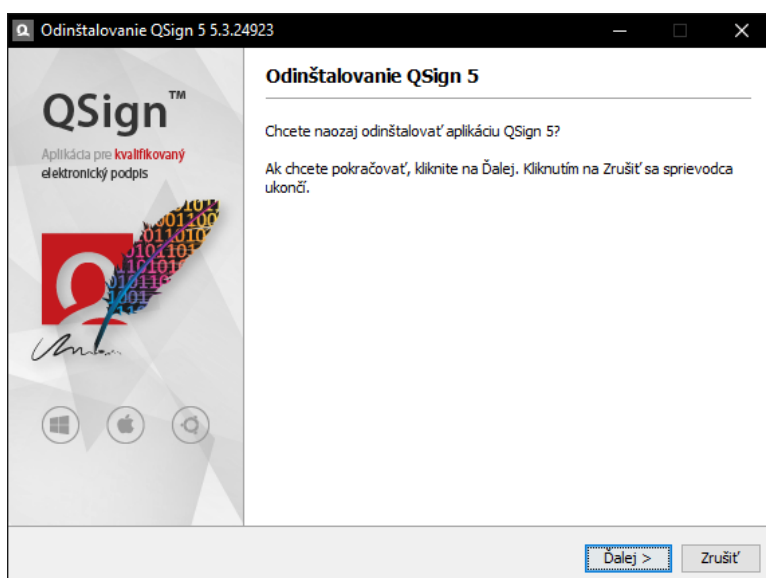 Odinštalovanie QSign 5 5.3.24923
QSign™
Aplikácia pre kvalifikovaný
elektronický podpis
Odinštalovanie QSign 5
Chcete naozaj odinštalovať aplikáciu QSign 5?
Ak chcete pokračovať, kliknite na Ďalej. Kliknutím na Zrušiť sa sprievodca
ukončí.
Ďalej >
Zrušiť